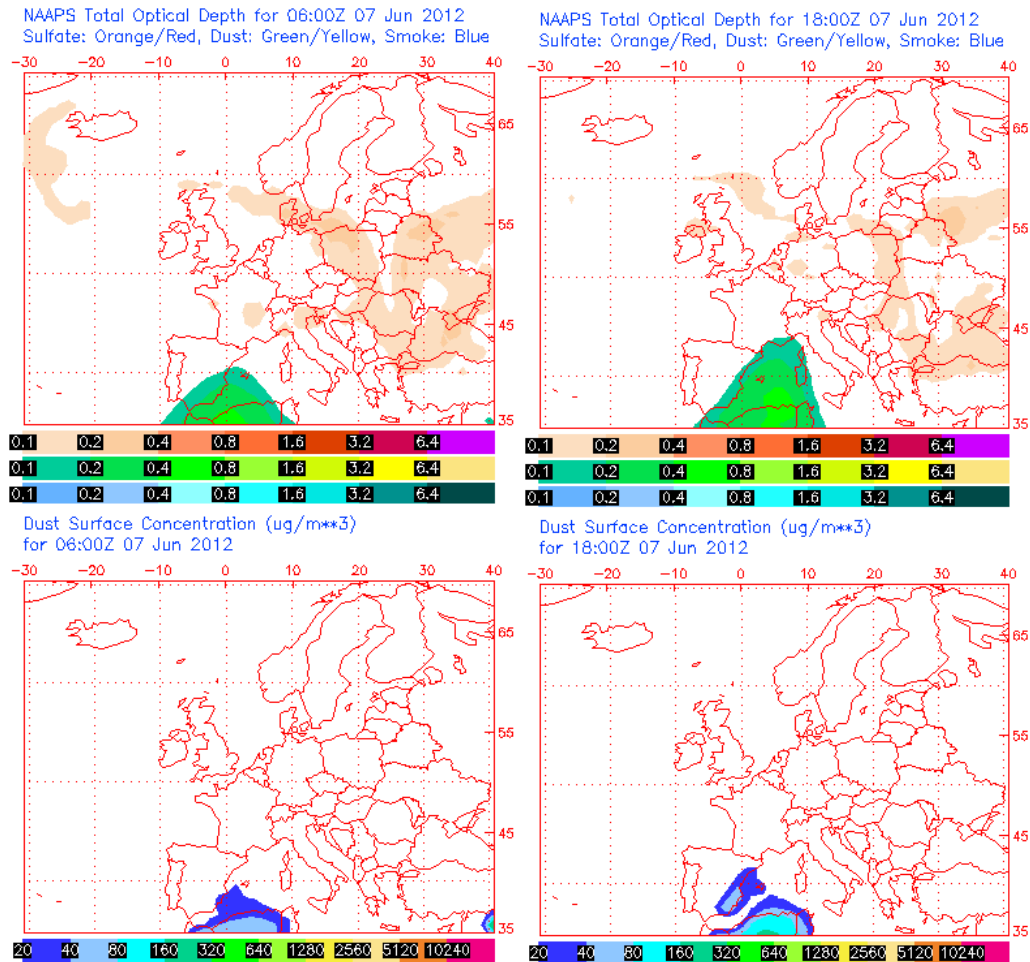 NAAPS Total Optical Depth for 06:00Z 07 Jun 2012
Sulfate: Orange/Red, Dust: Green/Yellow, Smoke: Blue
-30 -20 -10 0 10 20 30 40
65
55
45
35
0.1 0.2 0.4 0.8 1.6 3.2 6.4
0.1 0.2 0.4 0.8 1.6 3.2 6.4
0.1 0.2 0.4 0.8 1.6 3.2 6.4
NAAPS Total Optical Depth for 18:00Z 07 Jun 2012
Sulfate: Orange/Red, Dust: Green/Yellow, Smoke: Blue
-30 -20 -10 0 10 20 30 40
65
55
45
35
0.1 0.2 0.4 0.8 1.6 3.2 6.4
0.1 0.2 0.4 0.8 1.6 3.2 6.4
0.1 0.2 0.4 0.8 1.6 3.2 6.4
Dust Surface Concentration (ug/m**3)
for 06:00Z 07 Jun 2012
-30 -20 -10 0 10 20 30 40
65
55
45
35
20 40 80 160 320 640 1280 2560 5120 10240
Dust Surface Concentration (ug/m**3)
for 18:00Z 07 Jun 2012
-30 -20 -10 0 10 20 30 40
65
55
45
35
20 40 80 160 320 640 1280 2560 5120 10240